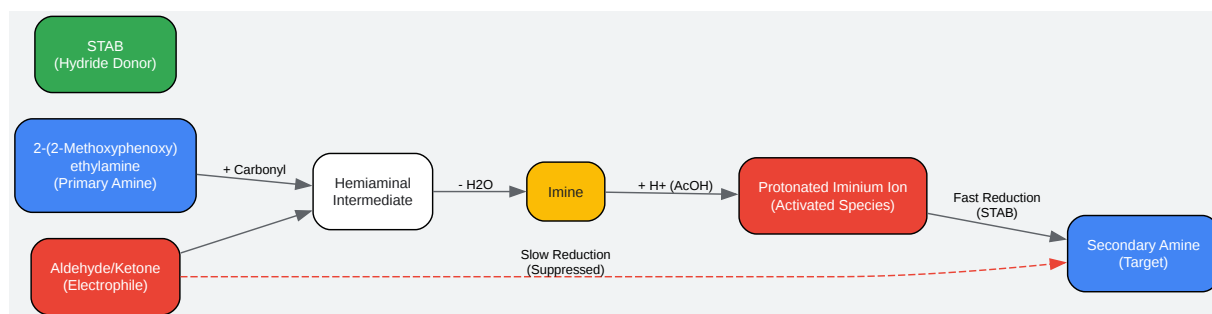 STAB
(Hydride Donor)
2-(2-Methoxyphenoxy)
ethylamine
(Primary Amine)
+ Carbonyl
Hemiaminal
Intermediate
- H2O
Imine
+ H+ (AcOH)
Protonated Iminium Ion
(Activated Species)
Fast Reduction
(STAB)
Secondary Amine
(Target)
Aldehyde/Ketone
(Electrophile)
Slow Reduction
(Suppressed)